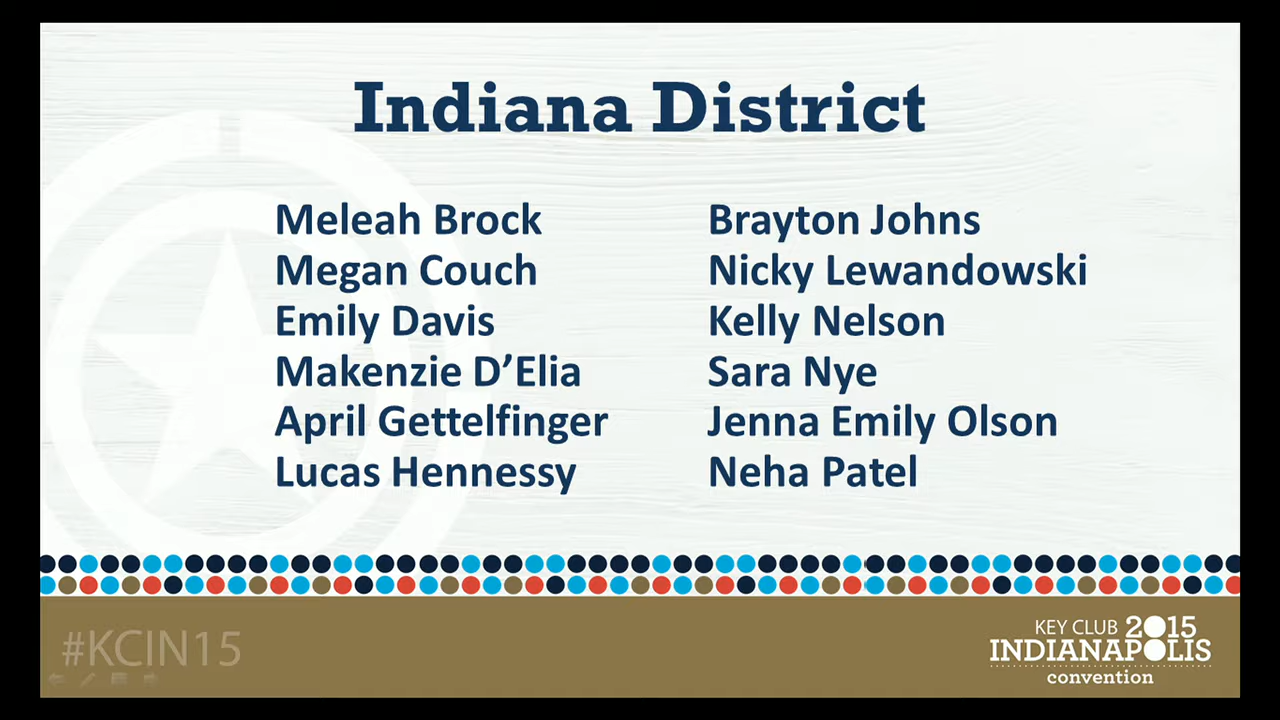 Indiana District
Meleah Brock
Megan Couch
Emily Davis
Makenzie D’Elia
April Gettelfinger
Lucas Hennessy
Brayton Johns
Nicky Lewandowski
Kelly Nelson
Sara Nye
Jenna Emily Olson
Neha Patel
#KCIN15
KEY CLUB 2015
INDIANAPOLIS
convention